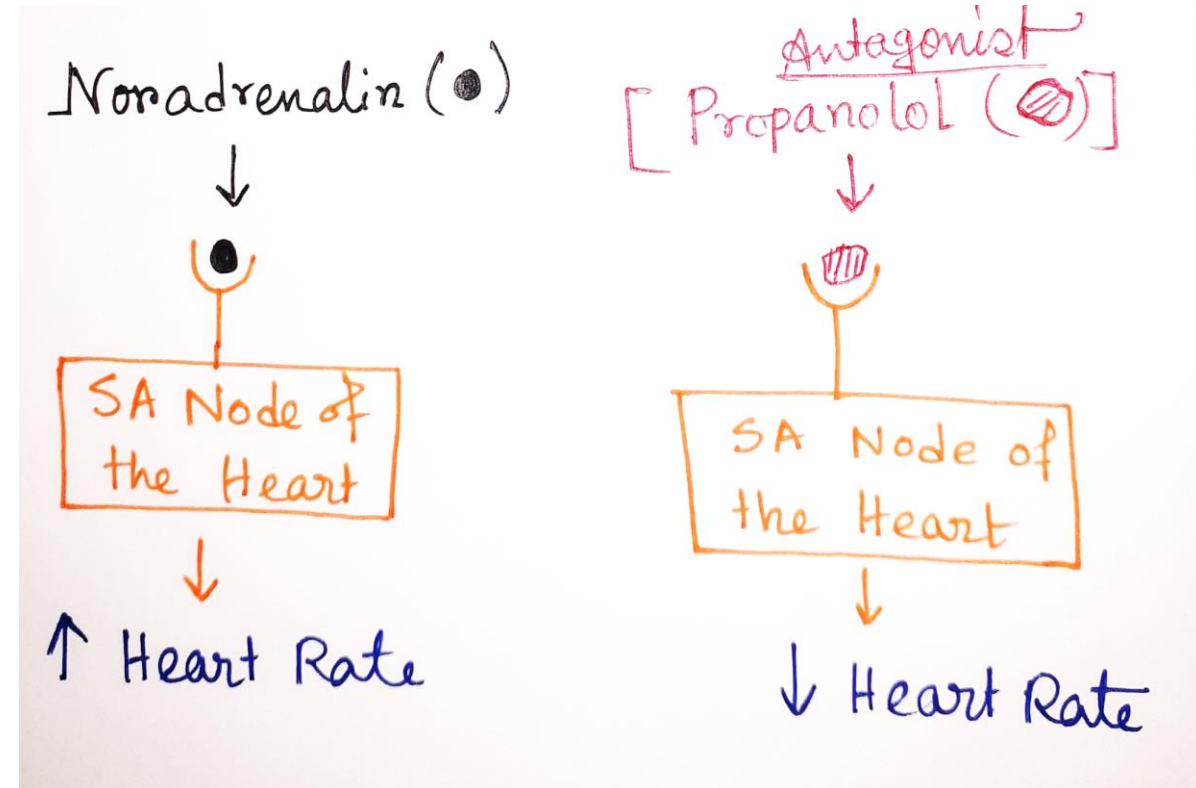 Noradrenalin (●)
SA Node of
the Heart
↑ Heart Rate
Antagonist
[Propanolol ()]
SA Node of
the Heart
↓ Heart Rate